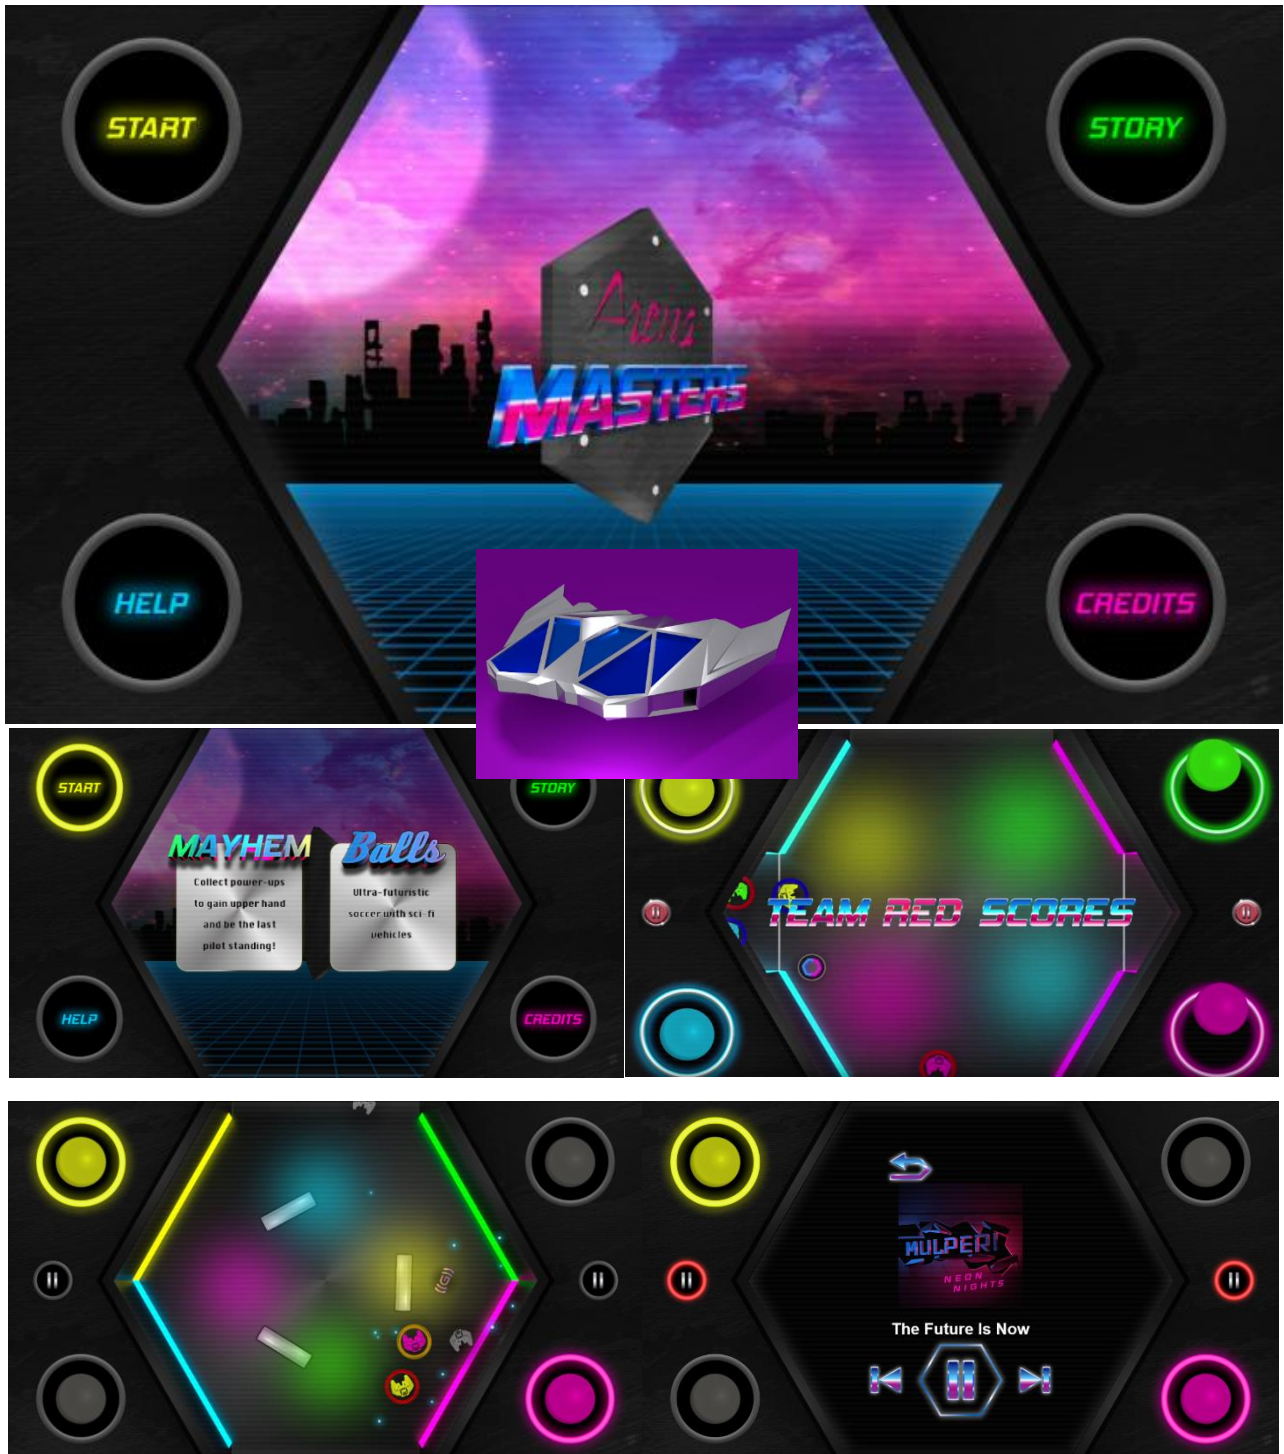 START
STORY
Arena
MASTERS
HELP
CREDITS
START
STORY
MAYHEM
Balls
Collect power-ups
to gain upper hand
and be the last
pilot standing!
Ultra-futuristic
soccer with sci-fi
vehicles
HELP
CREDITS
TEAM RED SCORES
((G))
MULPERI
NEON
NIGHTS
The Future Is Now